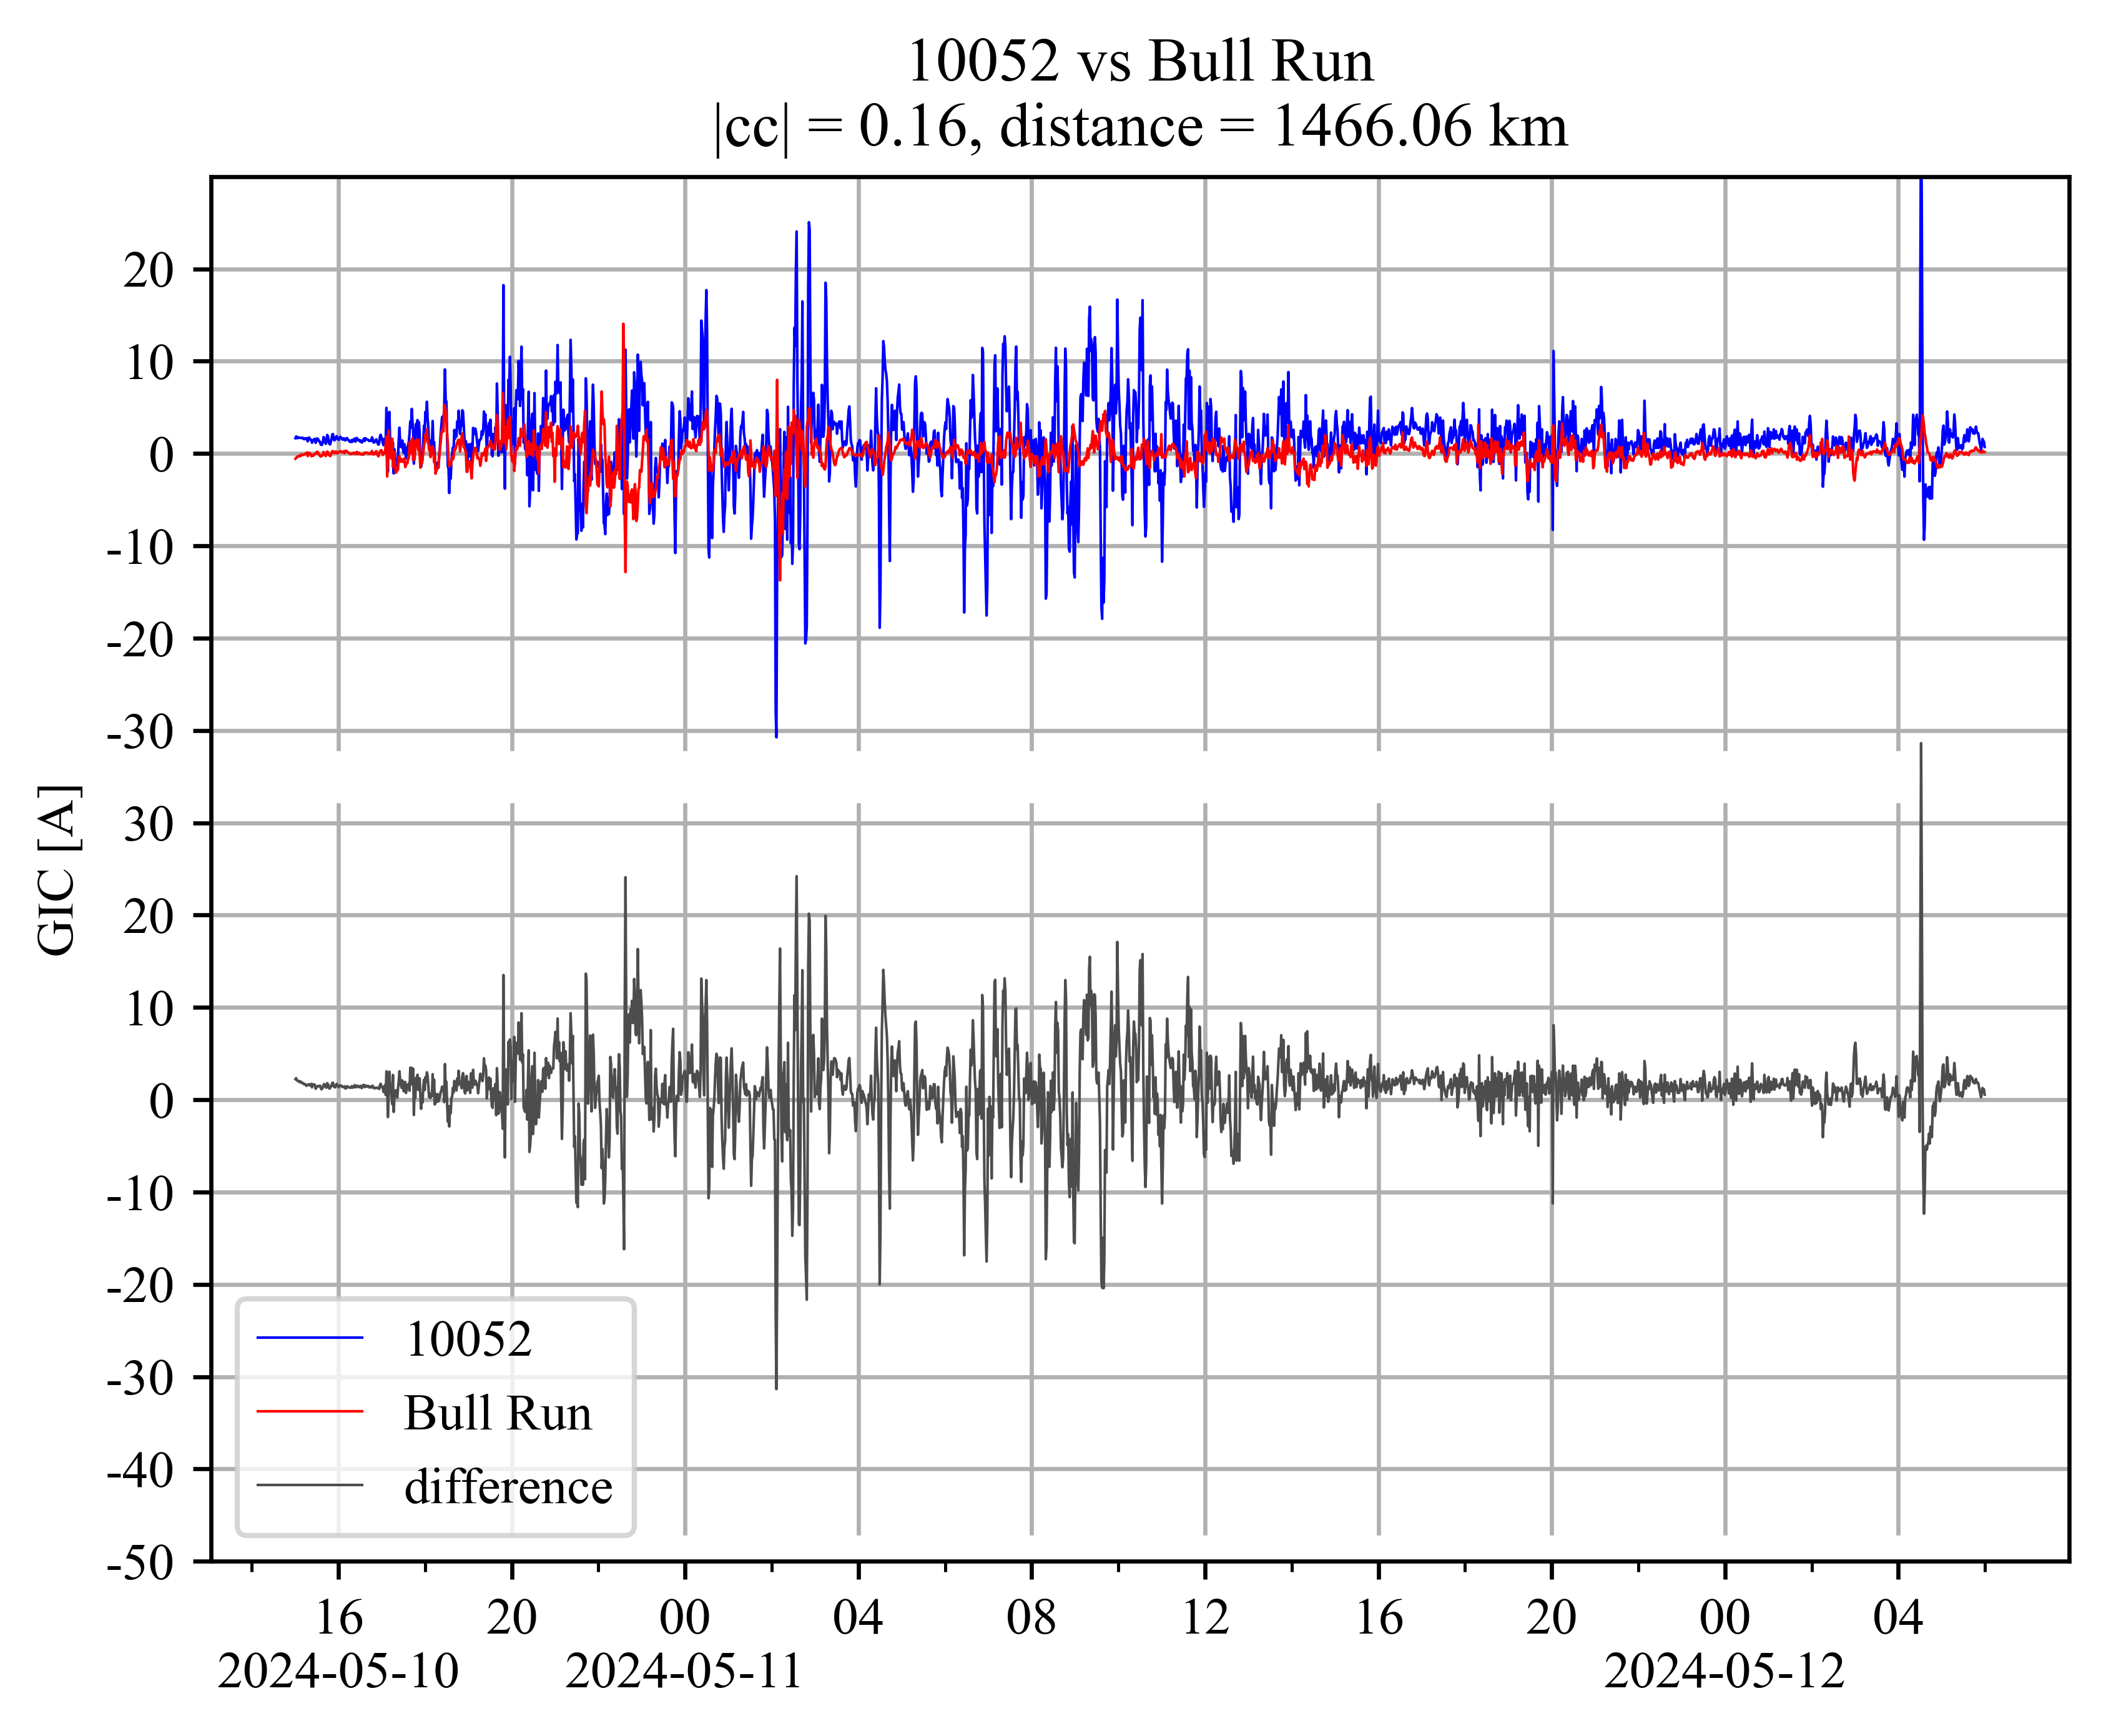 10052 vs Bull Run
|cc| = 0.16, distance = 1466.06 km
GIC [A]
20
10
0
-10
-20
-30
30
20
10
0
-10
-20
-30
-40
-50
10052
Bull Run
difference
16 20 00 04 08 12 16 20 00 04
2024-05-10 2024-05-11 2024-05-12